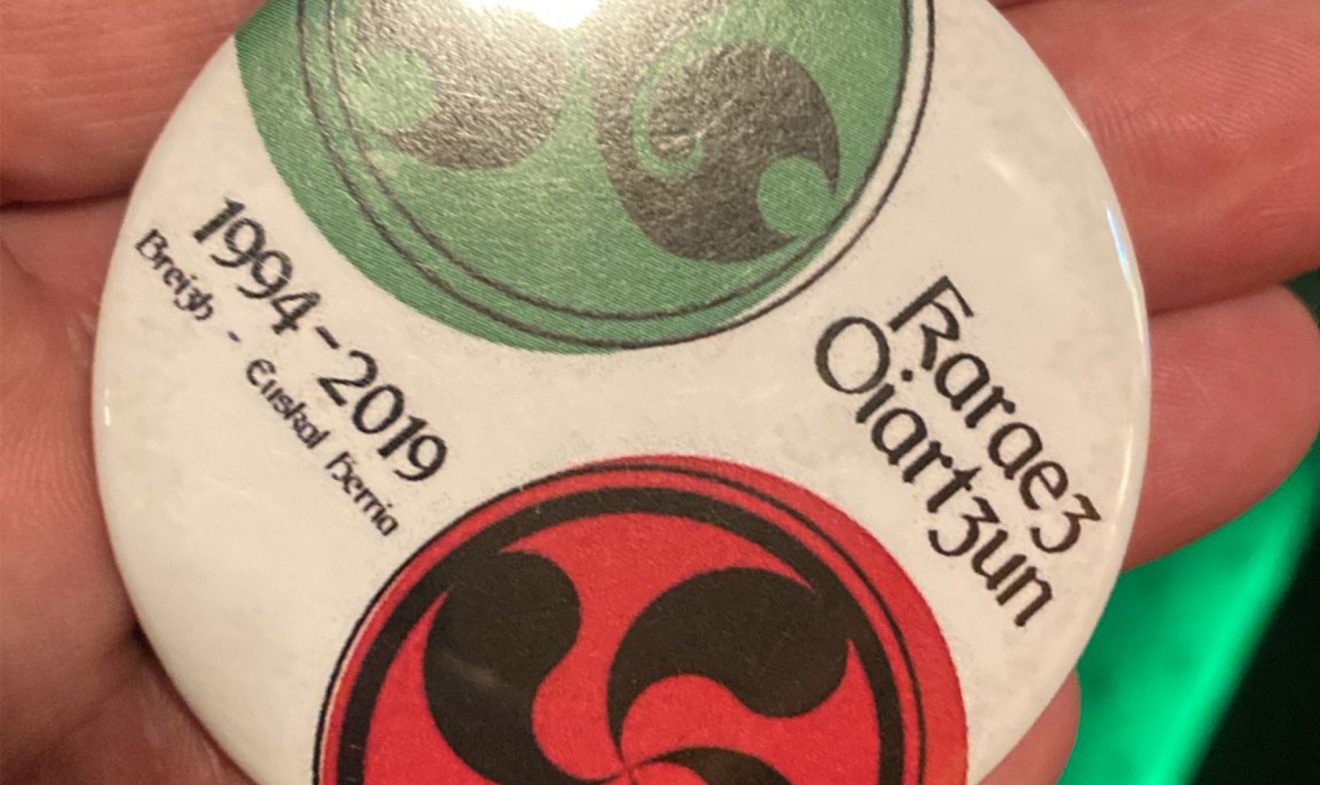 1994-2019
Breizh - Euskal Herria
Karaez
Oiartzun